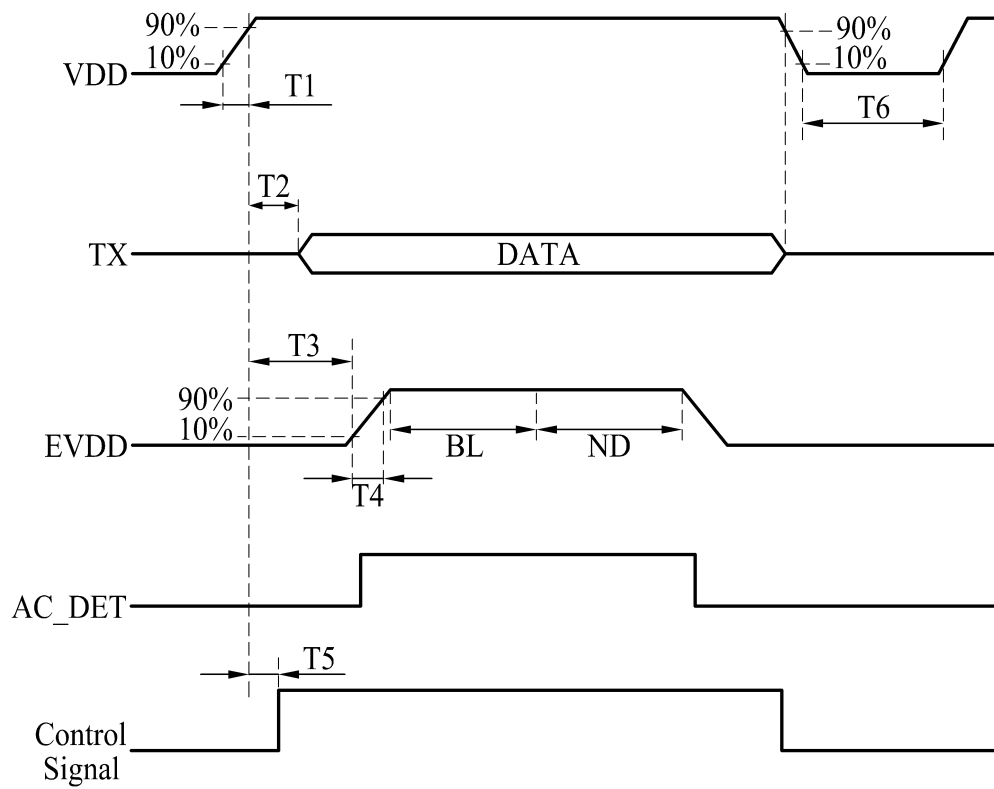 90%
10%
VDD
T1
90%
10%
T6
T2
TX
DATA
T3
90%
10%
EVDD
BL
ND
T4
AC_DET
T5
Control
Signal